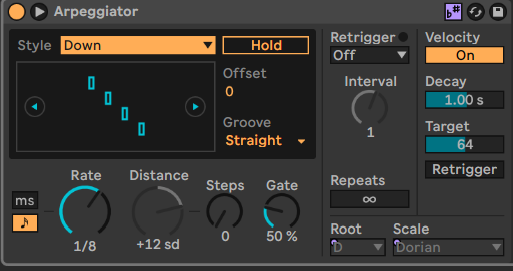 Arpeggiator
b#
Style Down Hold
Offset
0
Groove
Straight
Retrigger
Off
Interval
1
Repeats
∞
Velocity
On
Decay
1.00 s
Target
64
Retrigger
ms
Rate
1/8
Distance
+12 sd
Steps
0
Gate
50 %
Root
D
Scale
Dorian